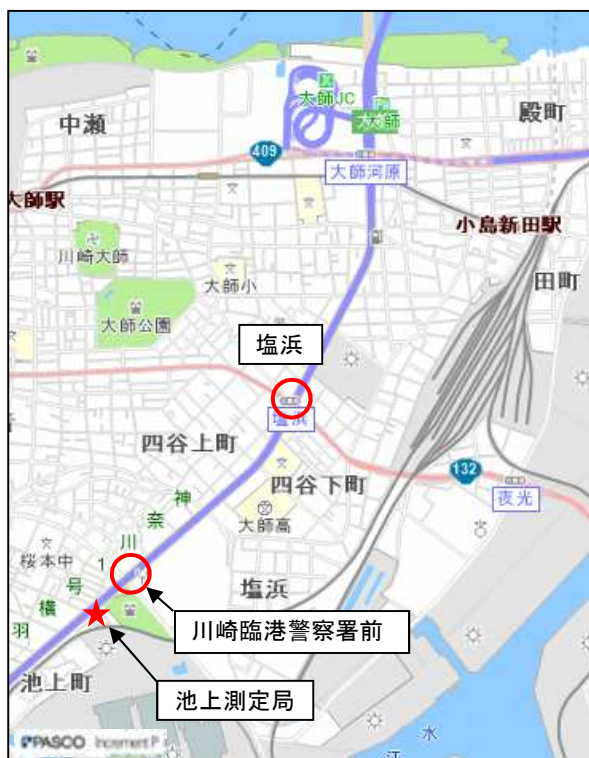 大師JC
中瀬
殿町
大師
409
大師河原
大師駅
小島新田駅
川崎大師
田町
大師小
大師公園
塩浜
塩浜
四谷上町
四谷下町
132
夜光
大師高
神
奈
川
桜本中
1
号
横
羽
塩浜
川崎臨港警察署前
池上町
池上測定局
水
江
©PASCO Increment P